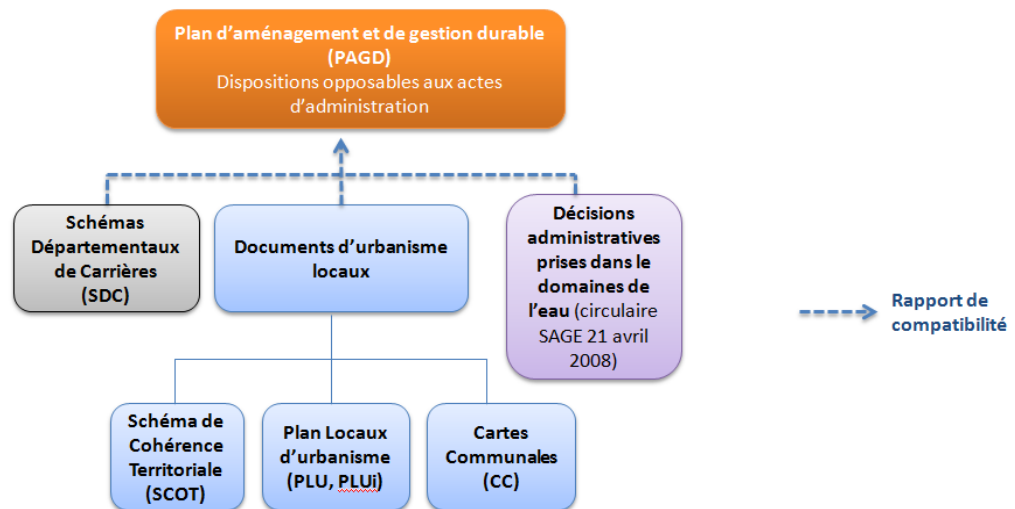 Plan d’aménagement et de gestion durable
(PAGD)
Dispositions opposables aux actes
d’administration
Schémas
Départementaux
de Carrières
(SDC)
Documents d’urbanisme
locaux
Décisions
administratives
prises dans le
domaines de
l’eau (circulaire
SAGE 21 avril
2008)
Rapport de
compatibilité
Schéma de
Cohérence
Territoriale
(SCOT)
Plan Locaux
d’urbanisme
(PLU, PLUi)
Cartes
Communales
(CC)